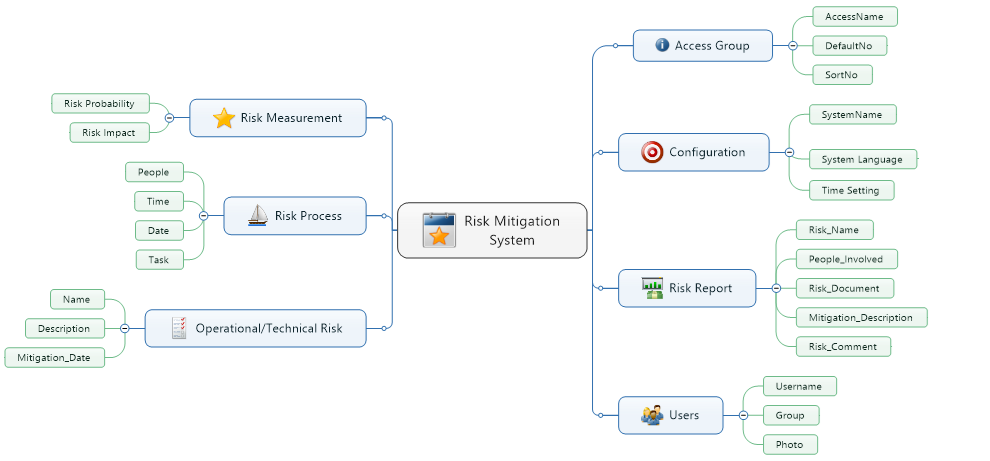 Risk Mitigation
System
Risk Measurement
Risk Probability
Risk Impact
Risk Process
People
Time
Date
Task
Operational/Technical Risk
Name
Description
Mitigation_Date
Access Group
AccessName
DefaultNo
SortNo
Configuration
SystemName
System Language
Time Setting
Risk Report
Risk_Name
People_Involved
Risk_Document
Mitigation_Description
Risk_Comment
Users
Username
Group
Photo